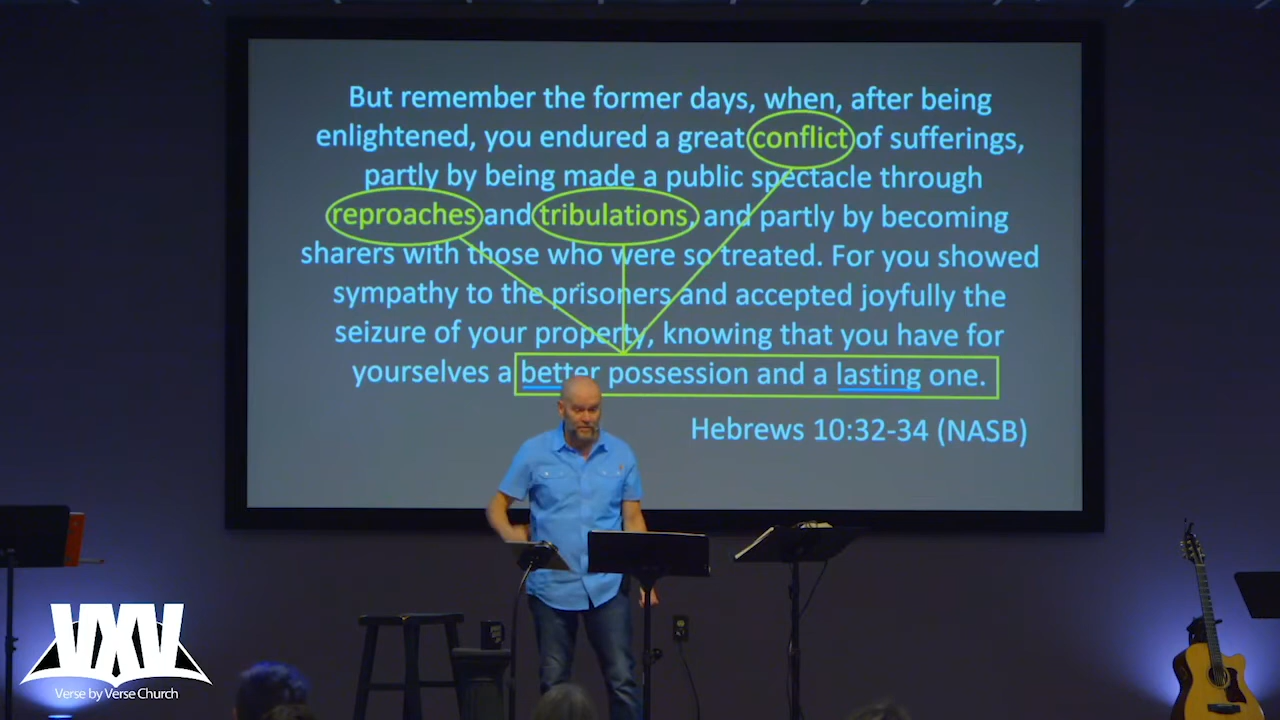 But remember the former days, when, after being
enlightened, you endured a great conflict of sufferings,
partly by being made a public spectacle through
reproaches and tribulations, and partly by becoming
sharers with those who were so treated. For you showed
sympathy to the prisoners and accepted joyfully the
seizure of your property, knowing that you have for
yourselves a better possession and a lasting one.
Hebrews 10:32-34 (NASB)
VXV
Verse by Verse Church